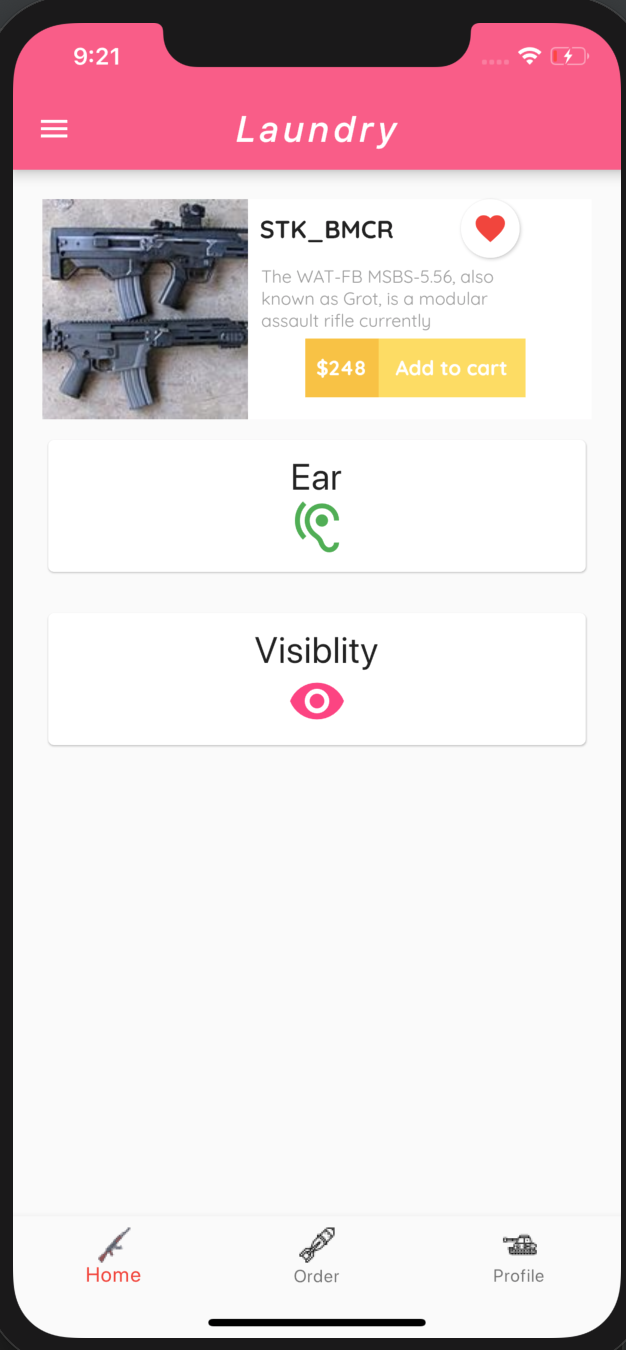 9:21
Laundry
STK_BMCR
The WAT-FB MSBS-5.56, also
known as Grot, is a modular
assault rifle currently
$248 Add to cart
Ear
Visiblity
Home Order Profile